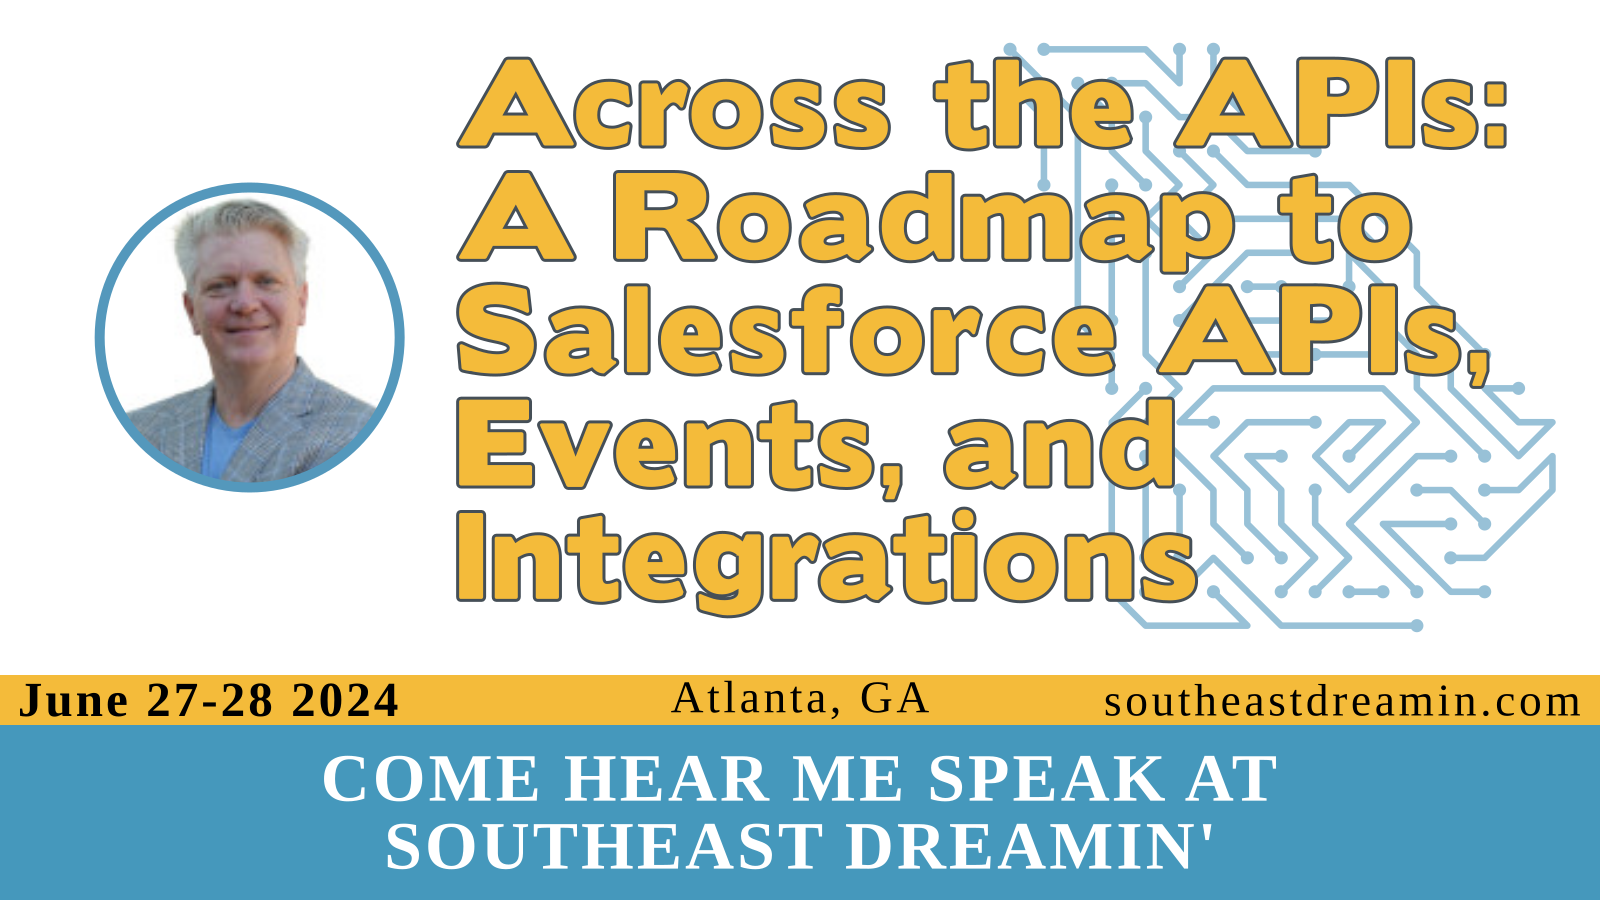 Across the APIs:
A Roadmap to
Salesforce APIs,
Events, and
Integrations
June 27-28 2024
Atlanta, GA
southeastdreamin.com
COME HEAR ME SPEAK AT
SOUTHEAST DREAMIN'